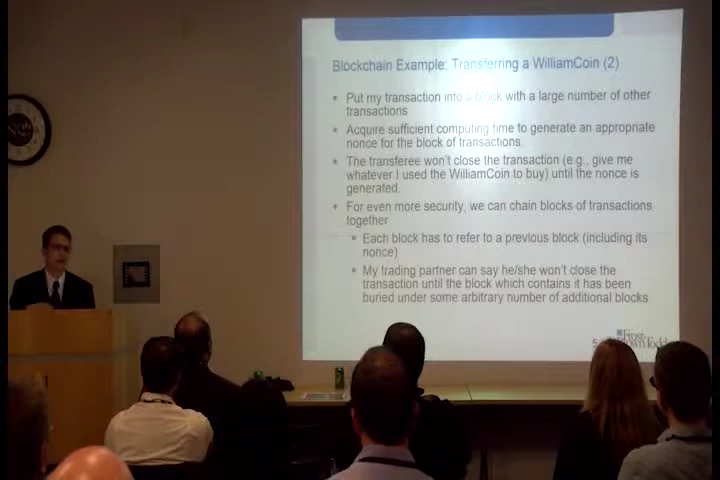 Blockchain Example: Transferring a WilliamCoin (2)
Put my transaction into a block with a large number of other
transactions
Acquire sufficient computing time to generate an appropriate
nonce for the block of transactions.
The transferee won't close the transaction (e.g., give me
whatever I used the WilliamCoin to buy) until the nonce is
generated.
For even more security, we can chain blocks of transactions
together
Each block has to refer to a previous block (including its
nonce)
My trading partner can say he/she won't close the
transaction until the block which contains it has been
buried under some arbitrary number of additional blocks
5
Frost
Brown Todd